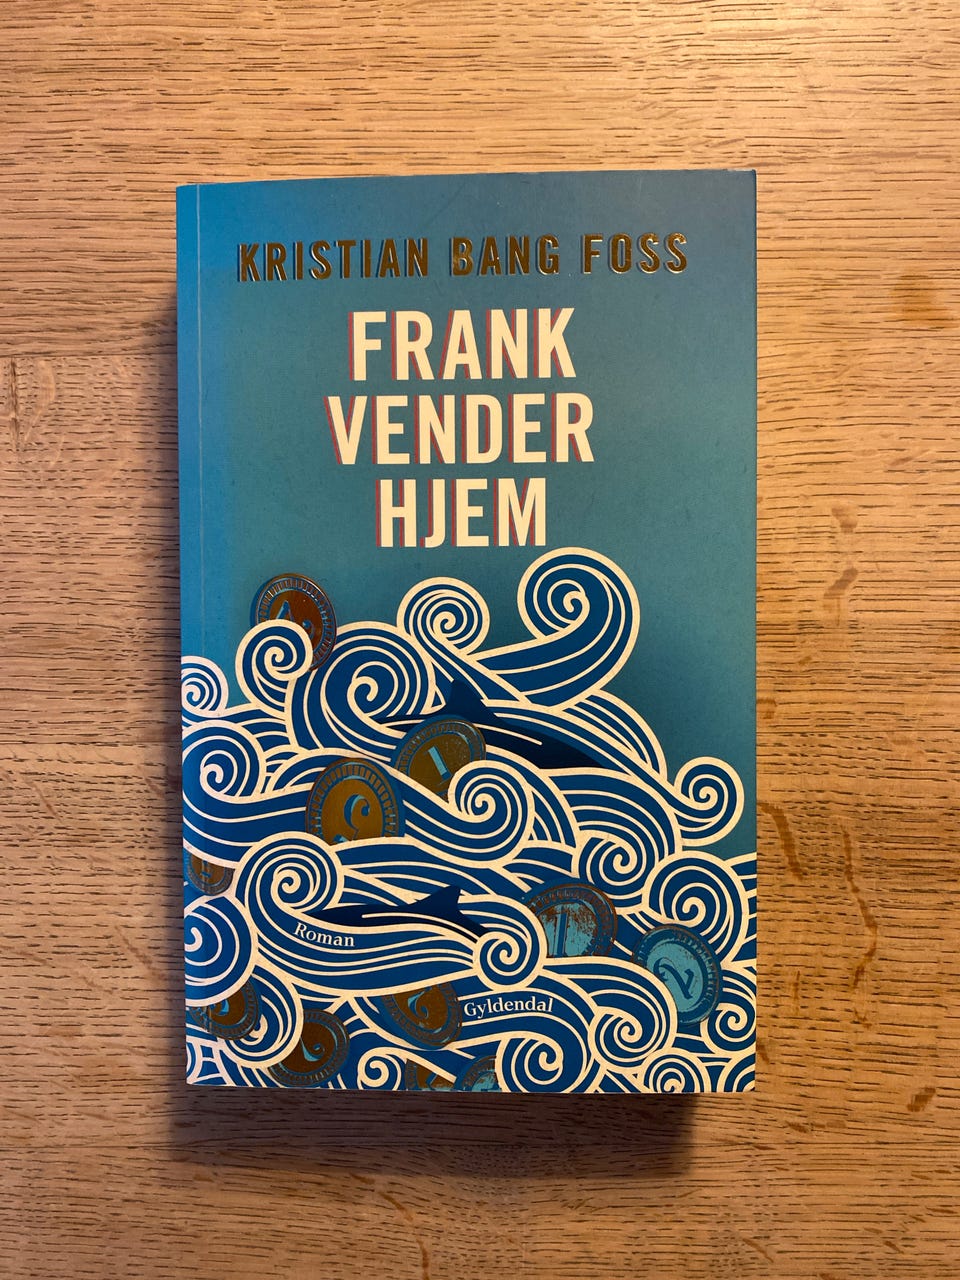 KRISTIAN BANG FOSS
FRANK
VENDER
HJEM
Roman
Gyldendal